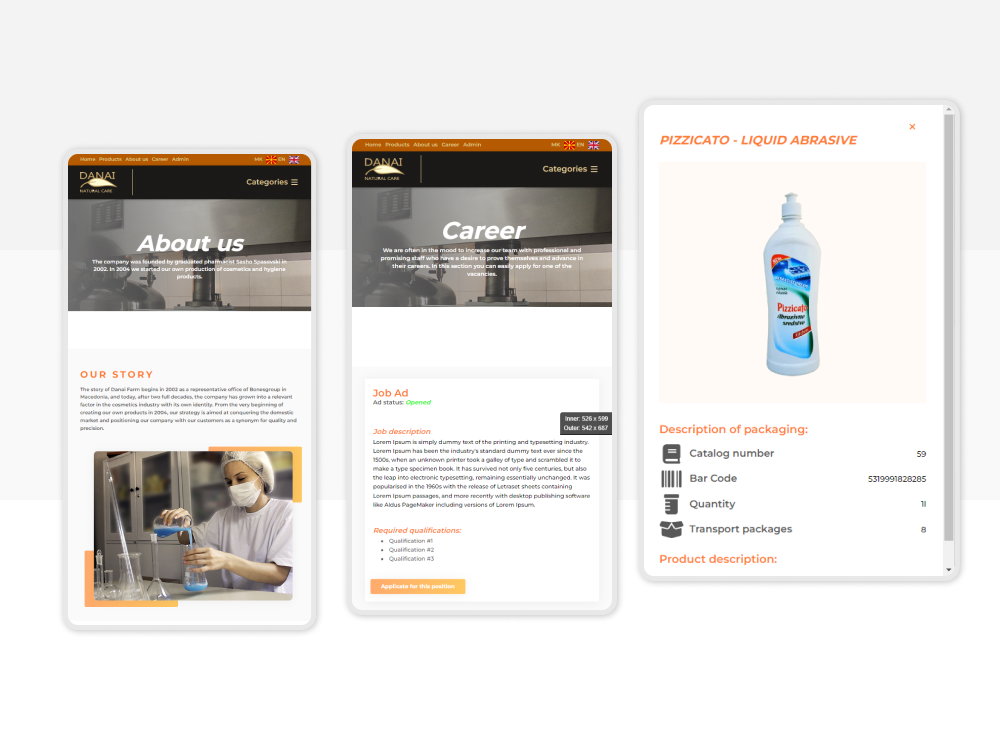 Home Products About us Career Admin MK EN
DANAI
NATURAL CARE
Categories
About us
The company was founded by graduated pharmacist Sasho Spasovski in
2002. In 2004 we started our own production of cosmetics and hygiene
products.
OUR STORY
The story of Danai Farm begins in 2002 as a representative office of Bonesgroup in
Macedonia, and today, after two full decades, the company has grown into a relevant
factor in the cosmetics industry with its own identity. From the very beginning of
creating our own products in 2004, our strategy is aimed at conquering the domestic
market and positioning our company with our customers as a synonym for quality and
precision.
Home Products About us Career Admin MK EN
DANAI
NATURAL CARE
Categories
Career
We are often in the mood to increase our team with professional and
promising staff who have a desire to prove themselves and advance in
their careers. In this section you can easily apply for one of the
vacancies.
Job Ad
Ad status: Opened
Inner: 526 x 599
Outer: 542 x 687
Job description
Lorem Ipsum is simply dummy text of the printing and typesetting industry.
Lorem Ipsum has been the industry's standard dummy text ever since the
1500s, when an unknown printer took a galley of type and scrambled it to
make a type specimen book. It has survived not only five centuries, but also
the leap into electronic typesetting, remaining essentially unchanged. It was
popularised in the 1960s with the release of Letraset sheets containing
Lorem Ipsum passages, and more recently with desktop publishing software
like Aldus PageMaker including versions of Lorem Ipsum.
Required qualifications:
Qualification #1
Qualification #2
Qualification #3
Applicate for this position
PIZZICATO - LIQUID ABRASIVE
Pizzicato
Abrazivno
sredstvo
Description of packaging:
Catalog number 59
Bar Code 5319991828285
Quantity 1l
Transport packages 8
Product description: